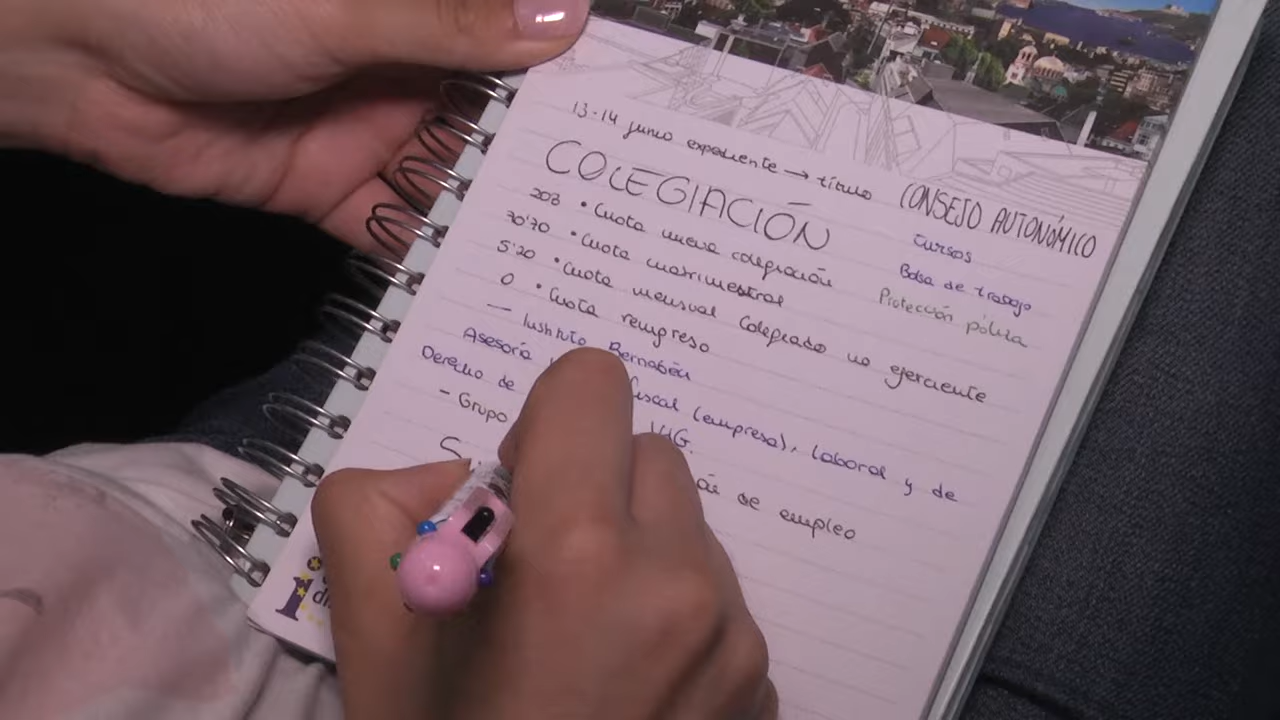 13-14 junio expediente → título
COLEGIACIÓN
203 • Cuota nueva colegiación
70'70 • Cuota cuatrimestral
5'20 • Cuota mensual Colegiado no ejerciente
0 • Cuota reingreso
— Instituto Bernabéu
Asesoría fiscal (empresa), laboral y de
Derecho de
- Grupo
de empleo
CONSEJO AUTONÓMICO
Cursos
Bolsa de trabajo
Protección póliza